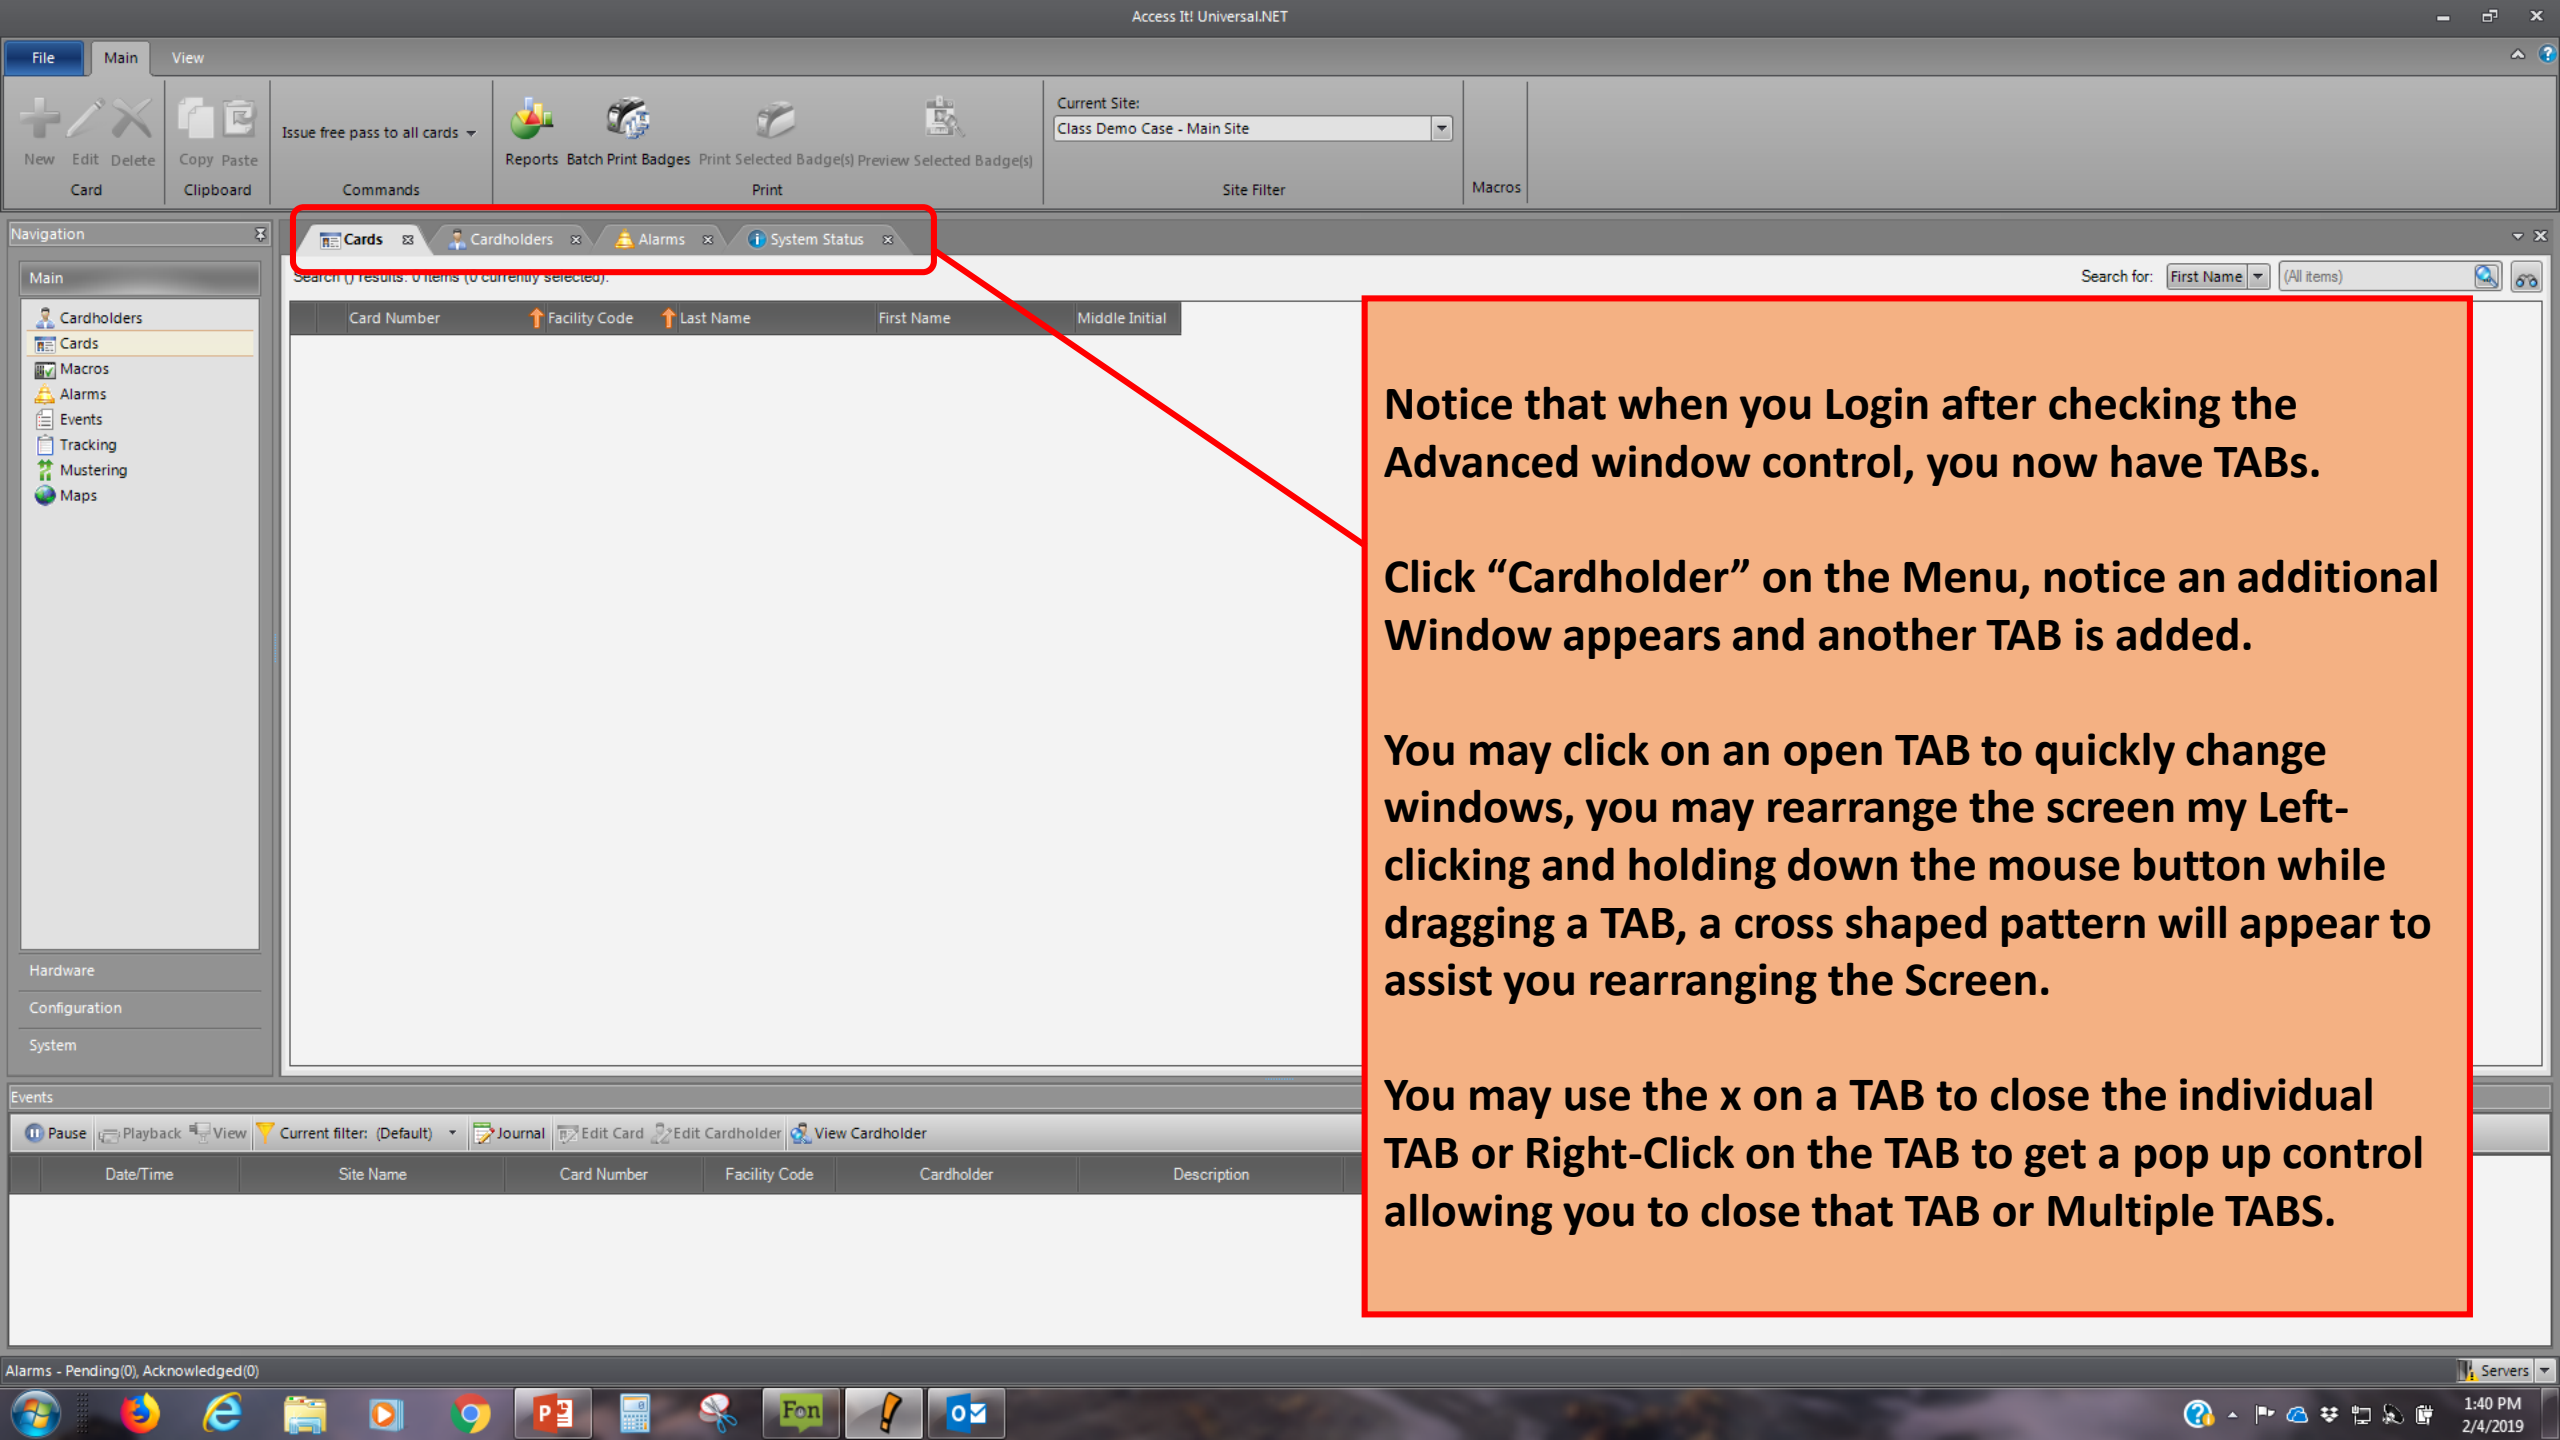 Access It! Universal.NET
File Main View
Current Site:
Issue free pass to all cards
Class Demo Case - Main Site
New Edit Delete Copy Paste Reports Batch Print Badges Print Selected Badge(s) Preview Selected Badge(s)
Card Clipboard Commands Print Site Filter Macros
Navigation
Cards Cardholders Alarms System Status
Search () results: 0 items (0 currently selected).
Search for: First Name (All items)
Main
Cardholders
Cards
Macros
Alarms
Events
Tracking
Mustering
Maps
Hardware
Configuration
System
Card Number Facility Code Last Name First Name Middle Initial
Notice that when you Login after checking the
Advanced window control, you now have TABs.
Click “Cardholder” on the Menu, notice an additional
Window appears and another TAB is added.
You may click on an open TAB to quickly change
windows, you may rearrange the screen my Left-
clicking and holding down the mouse button while
dragging a TAB, a cross shaped pattern will appear to
assist you rearranging the Screen.
You may use the x on a TAB to close the individual
TAB or Right-Click on the TAB to get a pop up control
allowing you to close that TAB or Multiple TABS.
Events
Pause Playback View Current filter: (Default) Journal Edit Card Edit Cardholder View Cardholder
Date/Time Site Name Card Number Facility Code Cardholder Description
Alarms - Pending(0), Acknowledged(0)
Servers
Fon
1:40 PM
2/4/2019